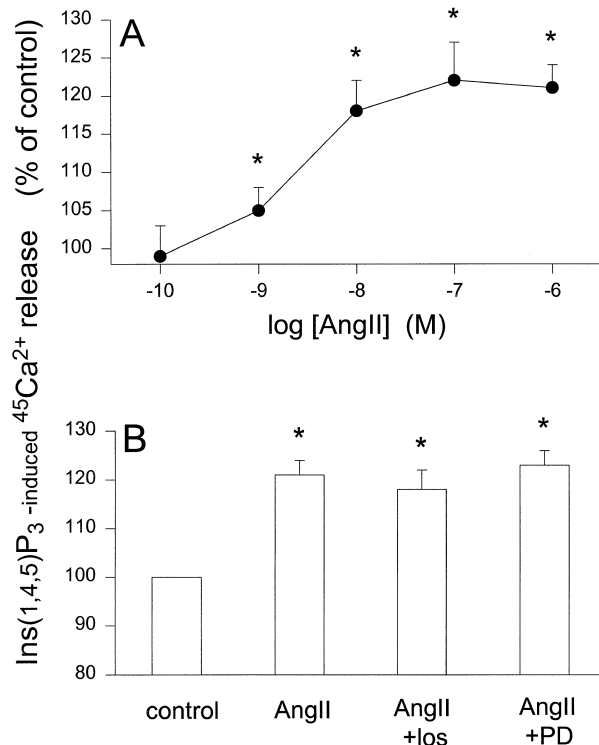 Ins(1,4,5)P3 -induced 45Ca2+ release (% of control)
A
130
125
120
115
110
105
100
* * * *
-10 -9 -8 -7 -6
log [AngII] (M)
B
130
120
110
100
90
80
* * *
control AngII AngII +los AngII +PD